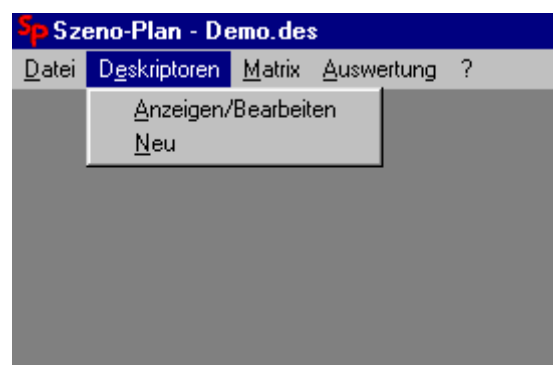 Sp Szeno-Plan - Demo.des
Datei Deskriptoren Matrix Auswertung ?
Anzeigen/Bearbeiten
Neu